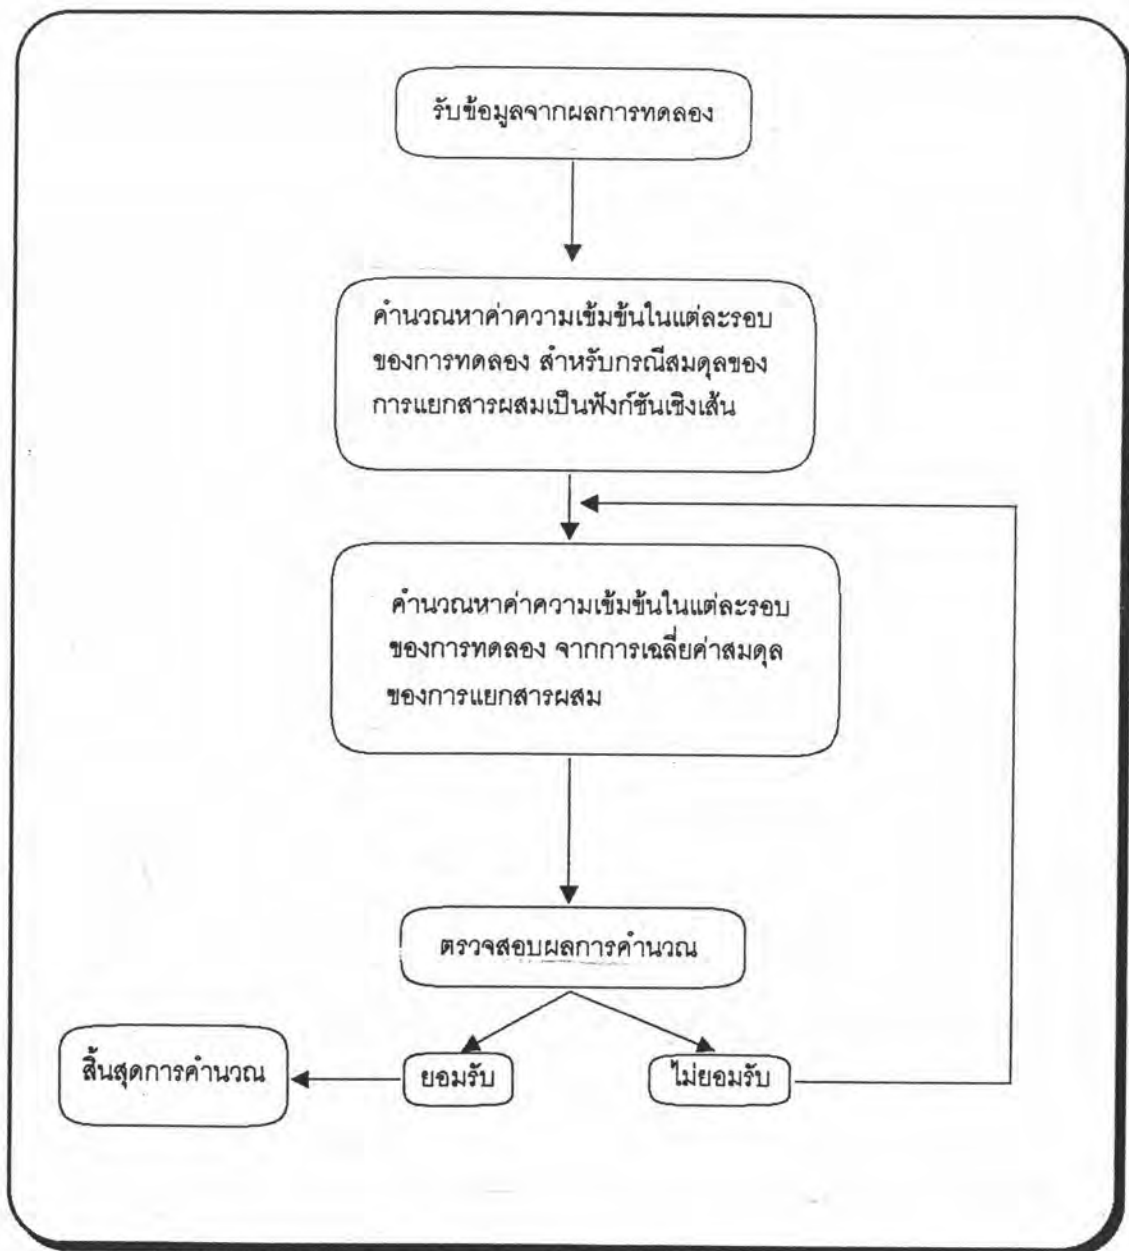 รับข้อมูลจากผลการทดลอง
คำนวณหาค่าความเข้มข้นในแต่ละรอบ
ของการทดลอง สำหรับกรณีสมดุลของ
การแยกสารผสมเป็นฟังก์ชันเชิงเส้น
คำนวณหาค่าความเข้มข้นในแต่ละรอบ
ของการทดลอง จากการเฉลี่ยค่าสมดุล
ของการแยกสารผสม
ตรวจสอบผลการคำนวณ
สิ้นสุดการคำนวณ
ยอมรับ
ไม่ยอมรับ